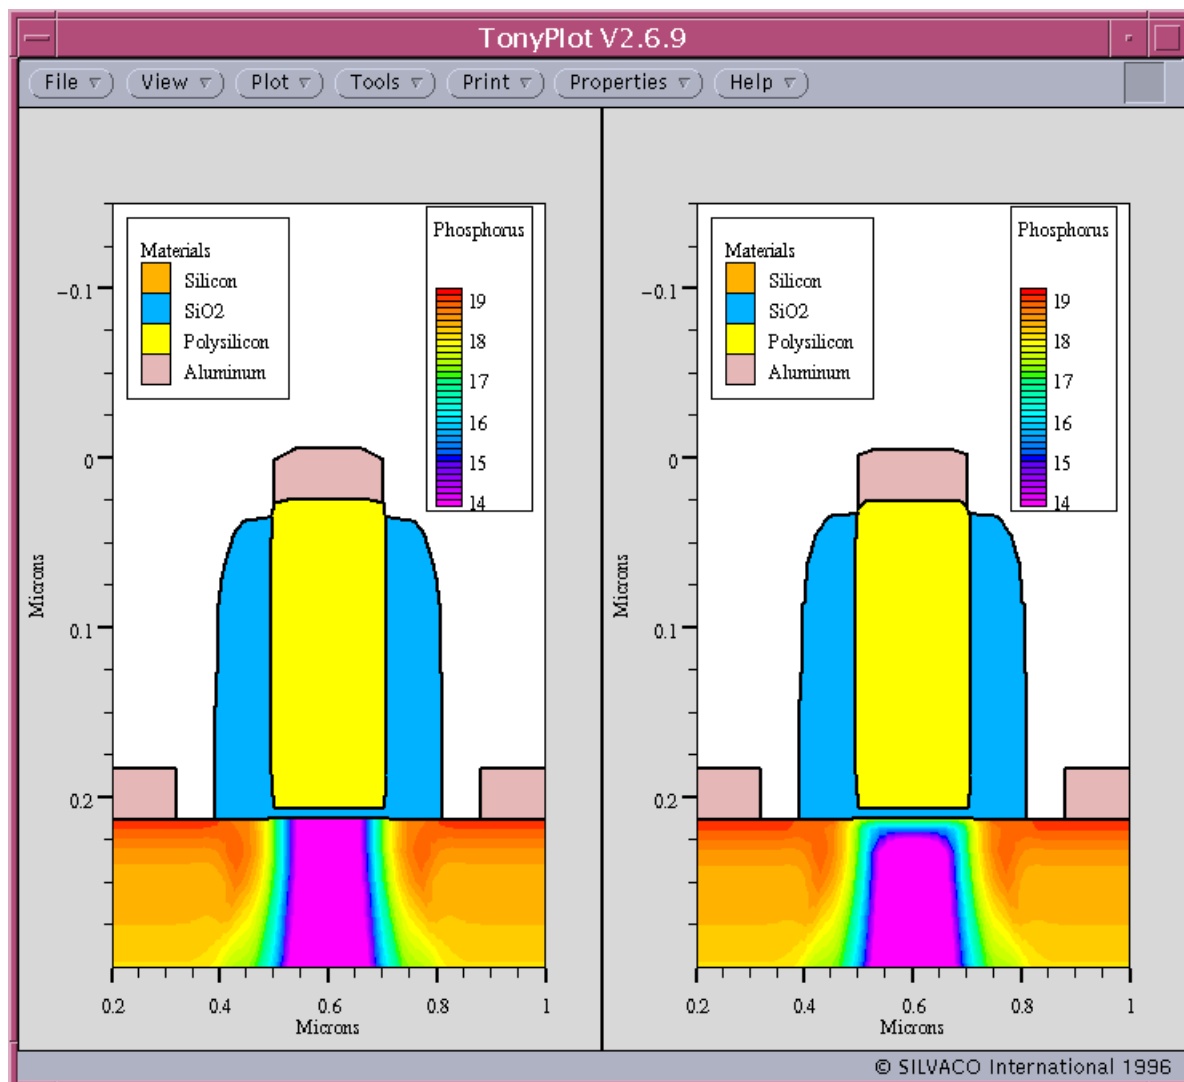 TonyPlot V2.6.9
File View Plot Tools Print Properties Help
Materials
Silicon
SiO2
Polysilicon
Aluminum
Phosphorus
19
18
17
16
15
14
−0.1
0
0.1
0.2
Microns
0.2 0.4 0.6 0.8 1
Microns
Materials
Silicon
SiO2
Polysilicon
Aluminum
Phosphorus
19
18
17
16
15
14
−0.1
0
0.1
0.2
Microns
0.2 0.4 0.6 0.8 1
Microns
© SILVACO International 1996